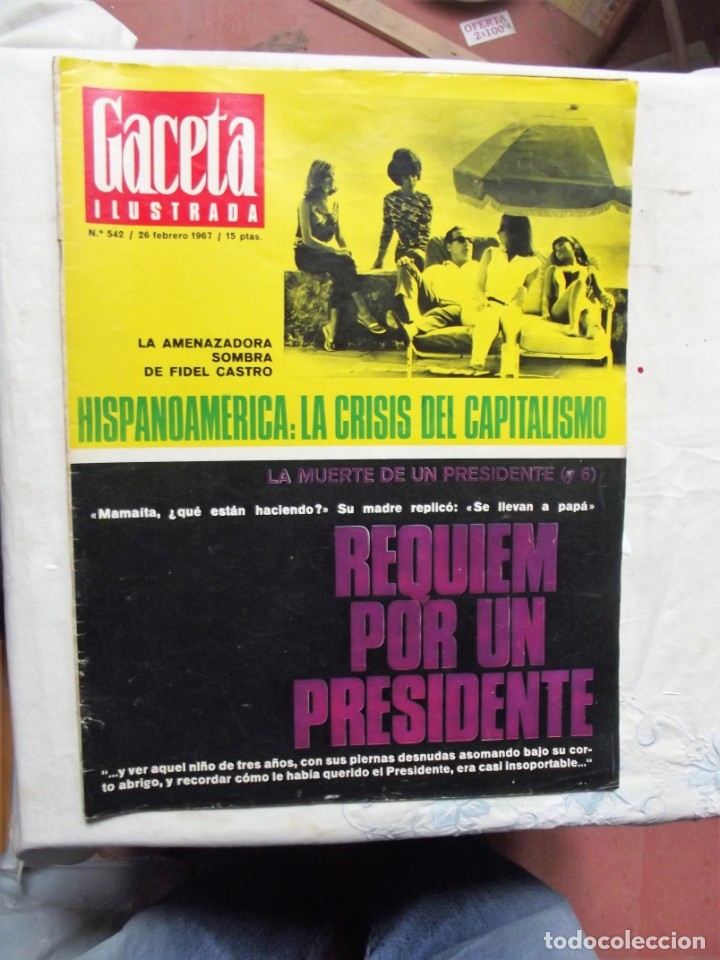 OFERTA
2x100's
Gaceta
ILUSTRADA
N.° 542 / 26 febrero 1967 / 15 ptas.
LA AMENAZADORA
SOMBRA
DE FIDEL CASTRO
HISPANOAMERICA: LA CRISIS DEL CAPITALISMO
LA MUERTE DE UN PRESIDENTE (y 6)
«Mamaíta, ¿qué están haciendo?» Su madre replicó: «Se llevan a papá»
REQUIEM
POR UN
PRESIDENTE
"...y ver aquel niño de tres años, con sus piernas desnudas asomando bajo su cor-
to abrigo, y recordar cómo le había querido el Presidente, era casi insoportable..."
todocoleccion